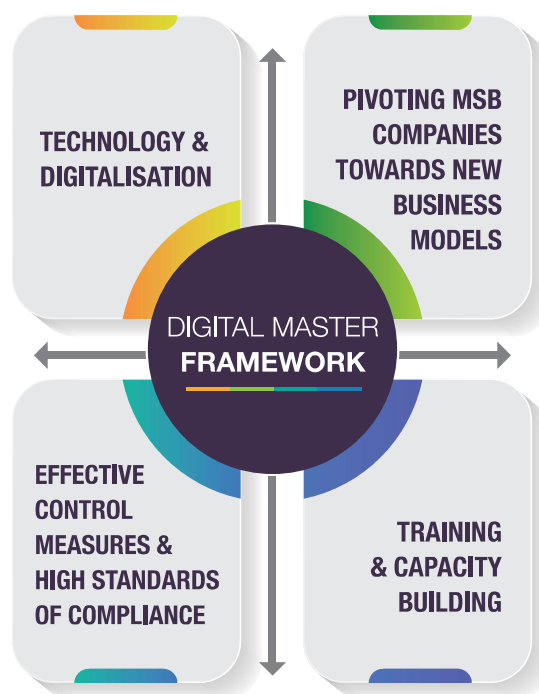 TECHNOLOGY &
DIGITALISATION
PIVOTING MSB
COMPANIES
TOWARDS NEW
BUSINESS
MODELS
DIGITAL MASTER
FRAMEWORK
EFFECTIVE
CONTROL
MEASURES &
HIGH STANDARDS
OF COMPLIANCE
TRAINING
& CAPACITY
BUILDING